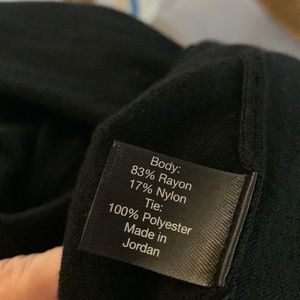 Body:
83% Rayon
17% Nylon
Tie:
100% Polyester
Made in
Jordan